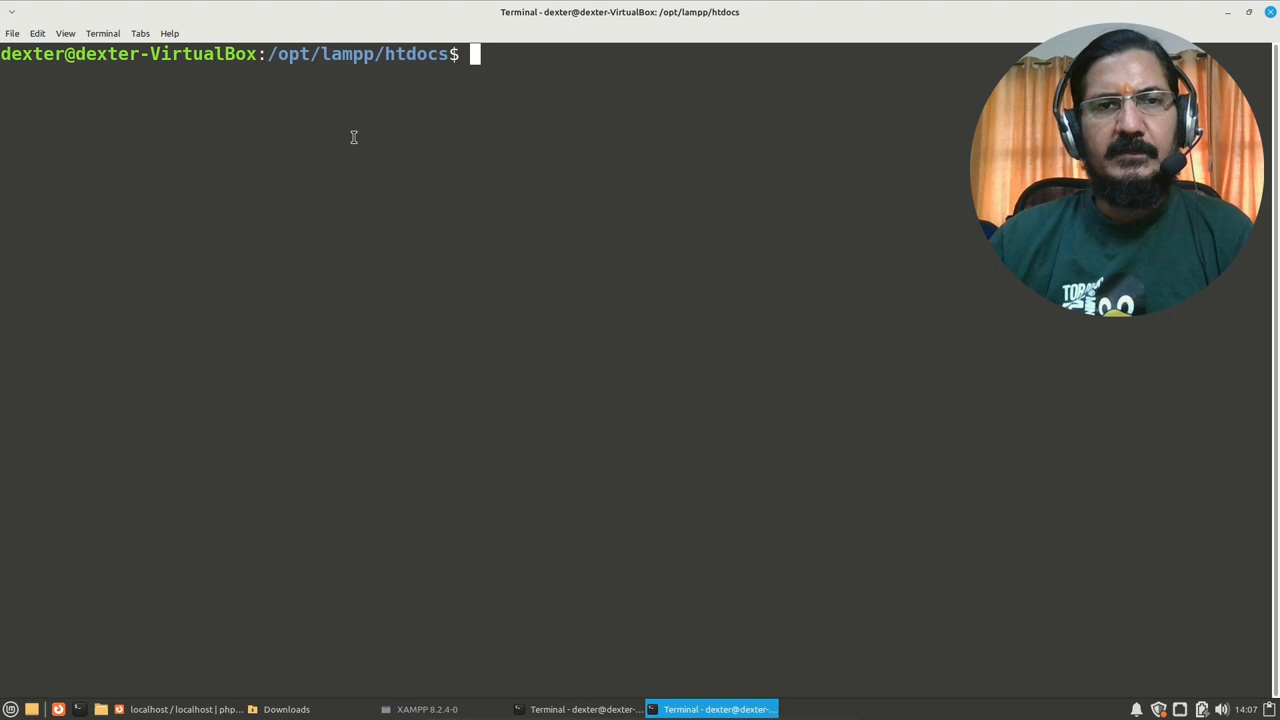 Terminal - dexter@dexter-VirtualBox: /opt/lampp/htdocs
File Edit View Terminal Tabs Help
dexter@dexter-VirtualBox:/opt/lampp/htdocs$
localhost / localhost | php... Downloads XAMPP 8.2.4-0 Terminal - dexter@dexter-... Terminal - dexter@dexter-... 14:07